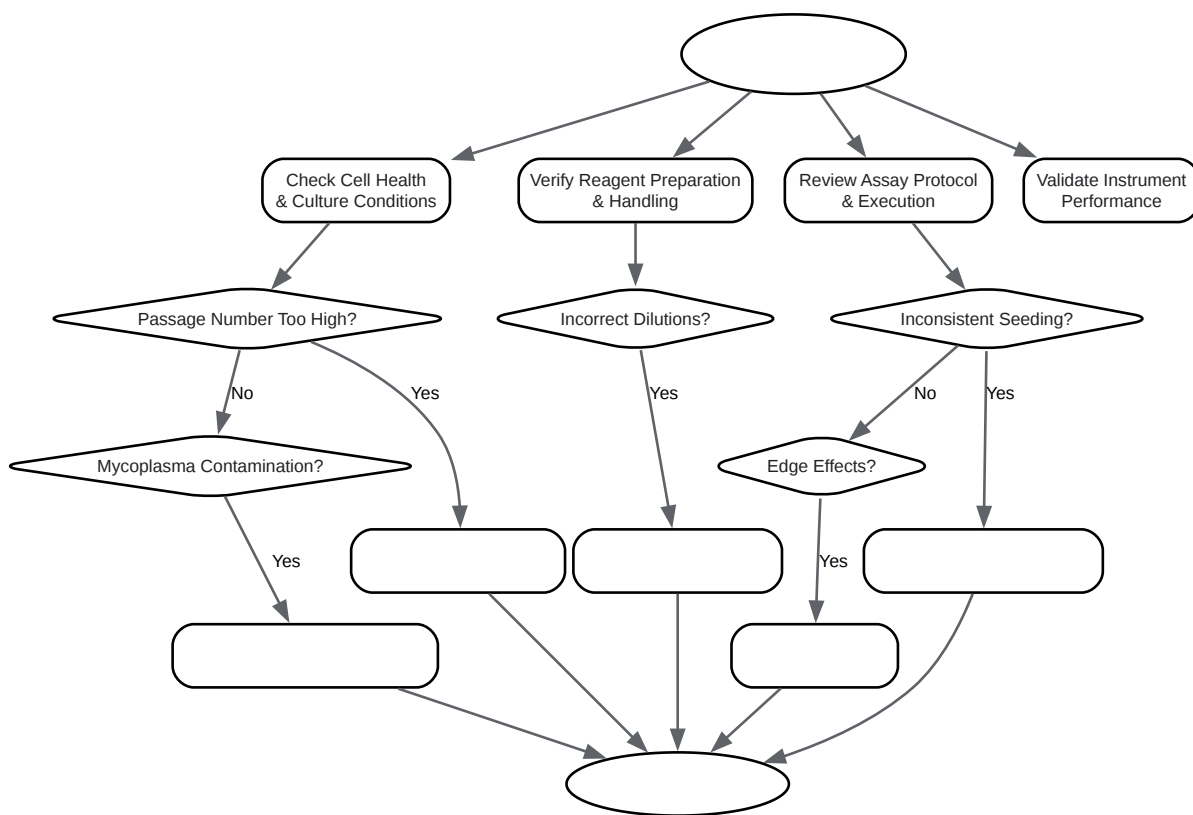 Check Cell Health
& Culture Conditions
Verify Reagent Preparation
& Handling
Review Assay Protocol
& Execution
Validate Instrument
Performance
Passage Number Too High?
Incorrect Dilutions?
Inconsistent Seeding?
No
Yes
Yes
No
Yes
Mycoplasma Contamination?
Edge Effects?
Yes
Yes